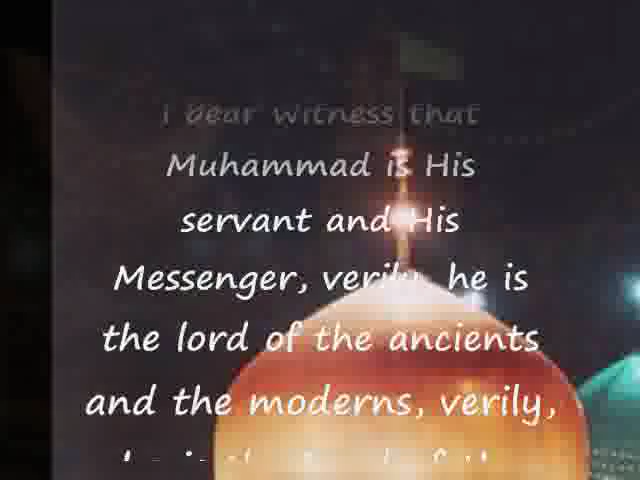 I bear witness that
Muhammad is His
servant and His
Messenger, verily, he is
the lord of the ancients
and the moderns, verily,